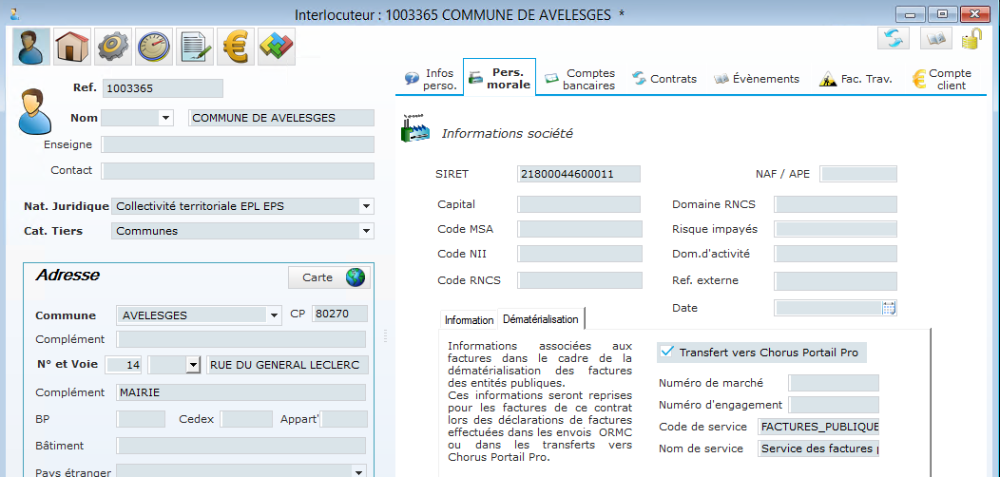 Interlocuteur : 1003365 COMMUNE DE AVELESGES *
Ref. 1003365
Nom COMMUNE DE AVELESGES
Enseigne
Contact
Nat. Juridique Collectivité territoriale EPL EPS
Cat. Tiers Communes
Adresse
Carte
Commune AVELESGES CP 80270
Complément
N° et Voie 14 RUE DU GENERAL LECLERC
Complément MAIRIE
BP Cedex Appart'
Bâtiment
Pays étranger
Infos perso.
Pers. morale
Comptes bancaires
Contrats
Évènements
Fac. Trav.
Compte client
Informations société
SIRET 21800044600011 NAF / APE
Capital Domaine RNCS
Code MSA Risque impayés
Code NII Dom.d'activité
Code RNCS Ref. externe
Date
Information Dématérialisation
Informations associées aux
factures dans le cadre de la
dématérialisation des factures
des entités publiques.
Ces informations seront reprises
pour les factures de ce contrat
lors des déclarations de factures
effectuées dans les envois ORMC
ou dans les transferts vers
Chorus Portail Pro.
Transfert vers Chorus Portail Pro
Numéro de marché
Numéro d'engagement
Code de service FACTURES_PUBLIQUE
Nom de service Service des factures